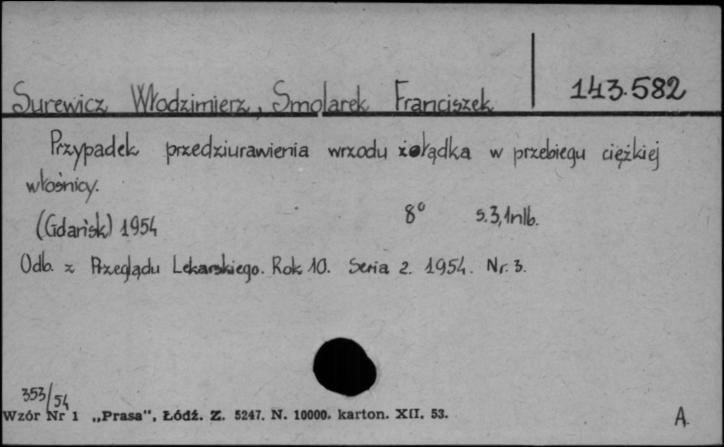 Surewicz Włodzimierz, Smolarek Franciszek 143.582
Przypadek przedziurawienia wrzodu żołądka w przebiegu ciężkiej
włośnicy.
(Gdańsk) 1954 8° s.3,1nlb.
Odb. z Przeglądu Lekarskiego. Rok 10. Seria 2. 1954. Nr. 3.
353/54
Wzór Nr 1 „Prasa", Łódź. Z. 5247. N. 10000. karton. XII. 53. A.